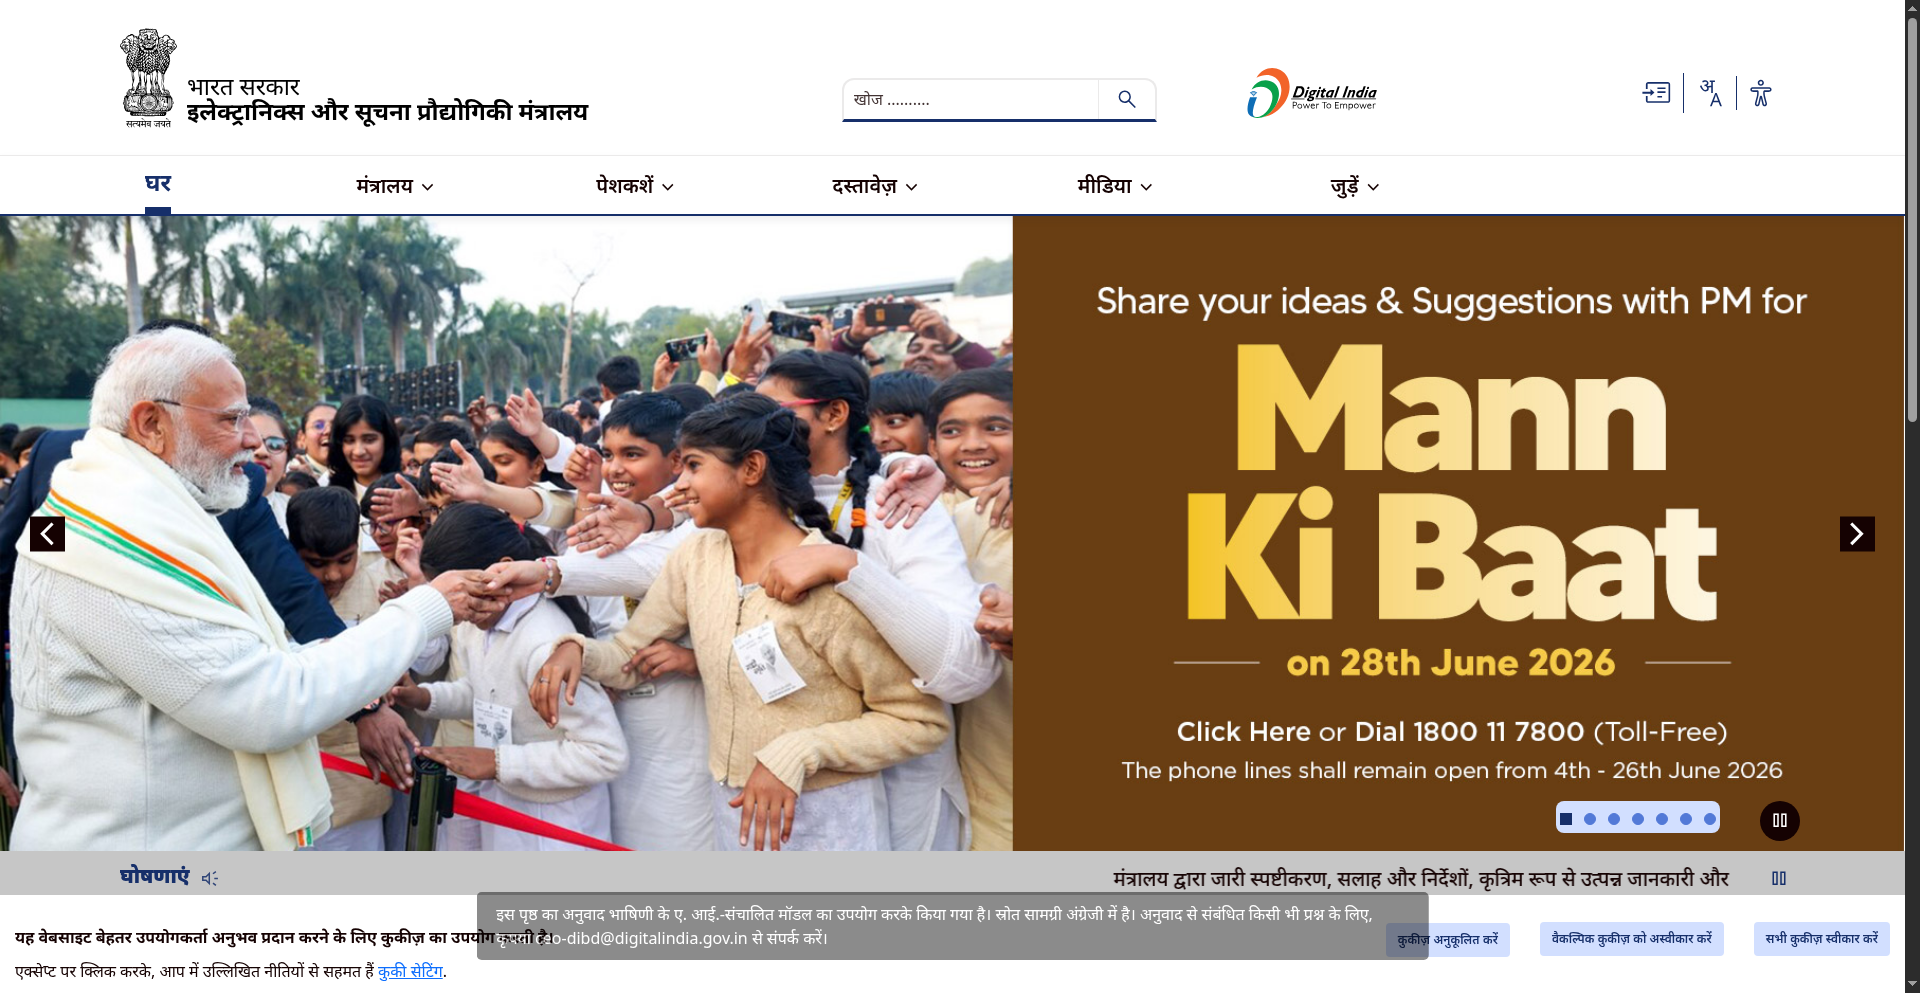 सत्यमेव जयते
भारत सरकार
इलेक्ट्रानिक्स और सूचना प्रौद्योगिकी मंत्रालय
खोज ..........
Digital India
Power To Empower
अ
A
घर
मंत्रालय
पेशकशें
दस्तावेज़
मीडिया
जुड़ें
Share your ideas & Suggestions with PM for
Mann
Ki Baat
on 28th June 2026
Click Here or Dial 1800 11 7800 (Toll-Free)
The phone lines shall remain open from 4th - 26th June 2026
घोषणाएं
मंत्रालय द्वारा जारी स्पष्टीकरण, सलाह और निर्देशों, कृत्रिम रूप से उत्पन्न जानकारी और
इस पृष्ठ का अनुवाद भाषिणी के ए. आई.-संचालित मॉडल का उपयोग करके किया गया है। स्रोत सामग्री अंग्रेजी में है। अनुवाद से संबंधित किसी भी प्रश्न के लिए,
कृपया ceo-dibd@digitalindia.gov.in से संपर्क करें।
यह वेबसाइट बेहतर उपयोगकर्ता अनुभव प्रदान करने के लिए कुकीज़ का उपयोग करती है।
एक्सेप्ट पर क्लिक करके, आप में उल्लिखित नीतियों से सहमत हैं कुकी सेटिंग.
कुकीज़ अनुकूलित करें
वैकल्पिक कुकीज़ को अस्वीकार करें
सभी कुकीज़ स्वीकार करें